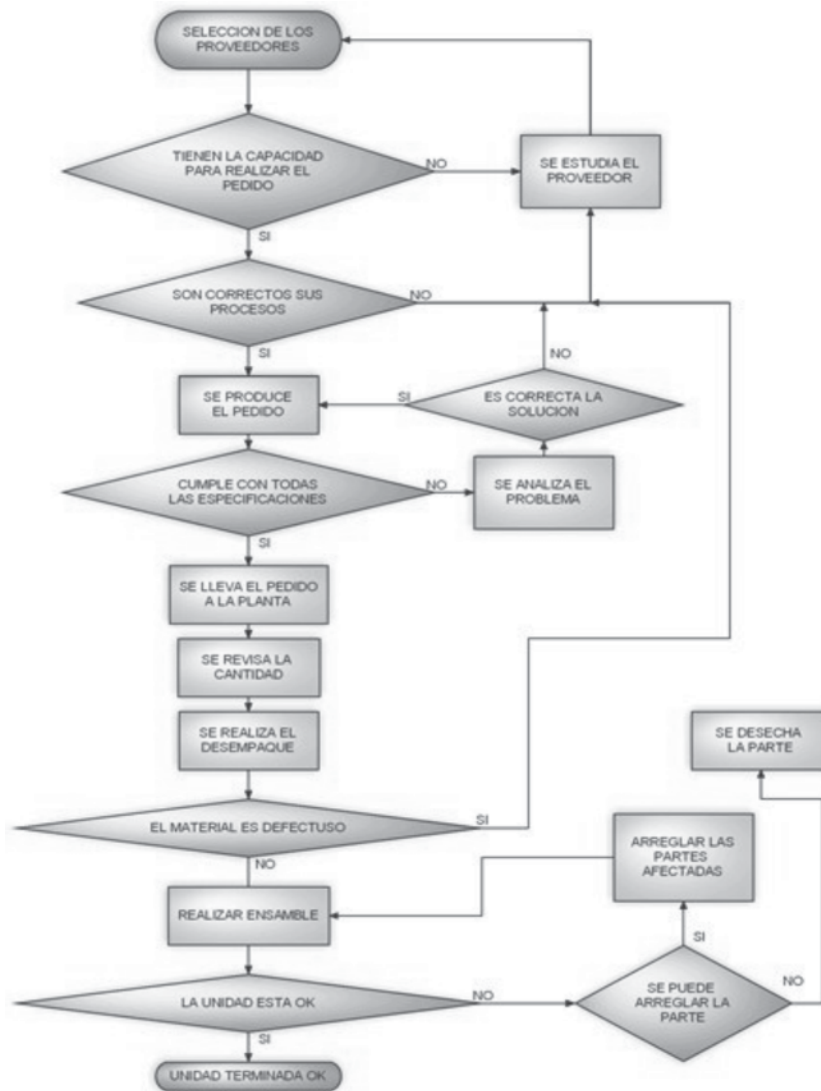 SELECCION DE LOS
PROVEEDORES
TIENEN LA CAPACIDAD
PARA REALIZAR EL
PEDIDO
NO
SE ESTUDIA EL
PROVEEDOR
SI
SON CORRECTOS SUS
PROCESOS
NO
SI
NO
SE PRODUCE
EL PEDIDO
SI
ES CORRECTA LA
SOLUCION
CUMPLE CON TODAS
LAS ESPECIFICACIONES
NO
SE ANALIZA EL
PROBLEMA
SI
SE LLEVA EL PEDIDO
A LA PLANTA
SE REVISA LA
CANTIDAD
SE REALIZA EL
DESEMPAQUE
SE DESECHA
LA PARTE
EL MATERIAL ES DEFECTUSO
SI
ARREGLAR LAS
PARTES
AFECTADAS
NO
REALIZAR ENSAMBLE
SI
LA UNIDAD ESTA OK
NO
SE PUEDE
ARREGLAR LA
PARTE
NO
SI
UNIDAD TERMINADA OK